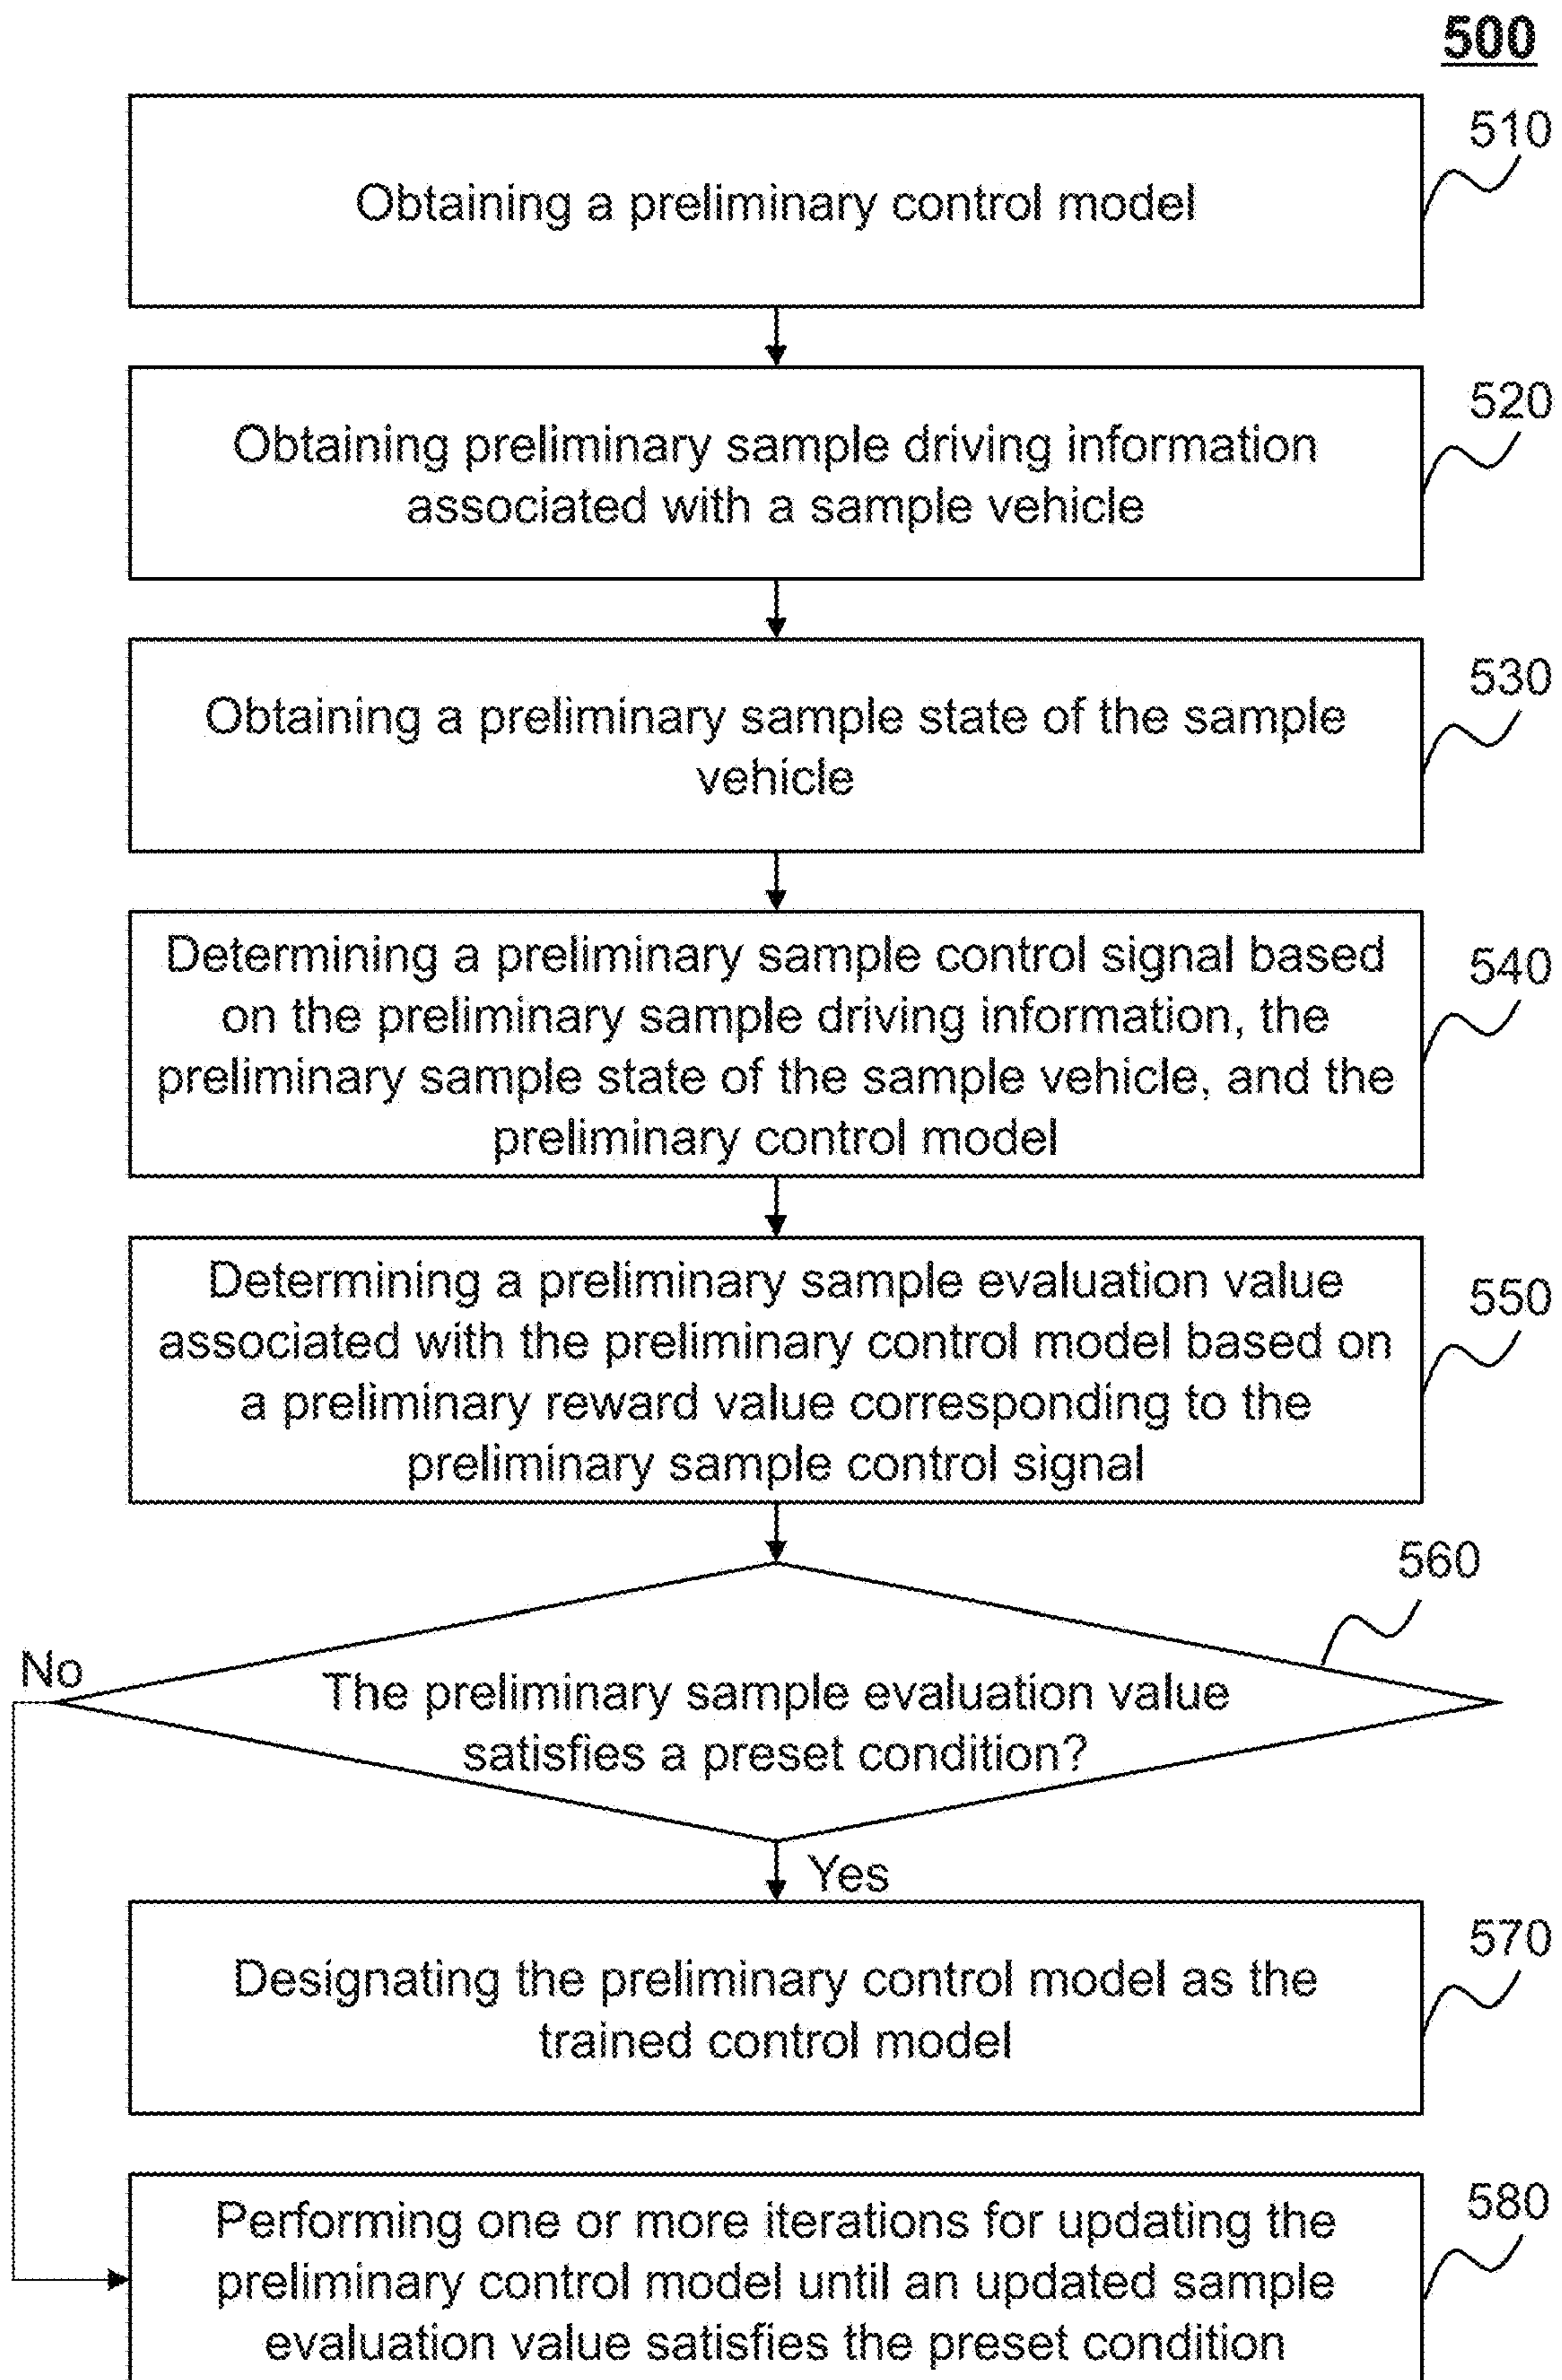 500
510
Obtaining a preliminary control model
520
Obtaining preliminary sample driving information
associated with a sample vehicle
530
Obtaining a preliminary sample state of the sample
vehicle
540
Determining a preliminary sample control signal based
on the preliminary sample driving information, the
preliminary sample state of the sample vehicle, and the
preliminary control model
550
Determining a preliminary sample evaluation value
associated with the preliminary control model based on
a preliminary reward value corresponding to the
preliminary sample control signal
560
No
The preliminary sample evaluation value
satisfies a preset condition?
Yes
570
Designating the preliminary control model as the
trained control model
580
Performing one or more iterations for updating the
preliminary control model until an updated sample
evaluation value satisfies the preset condition